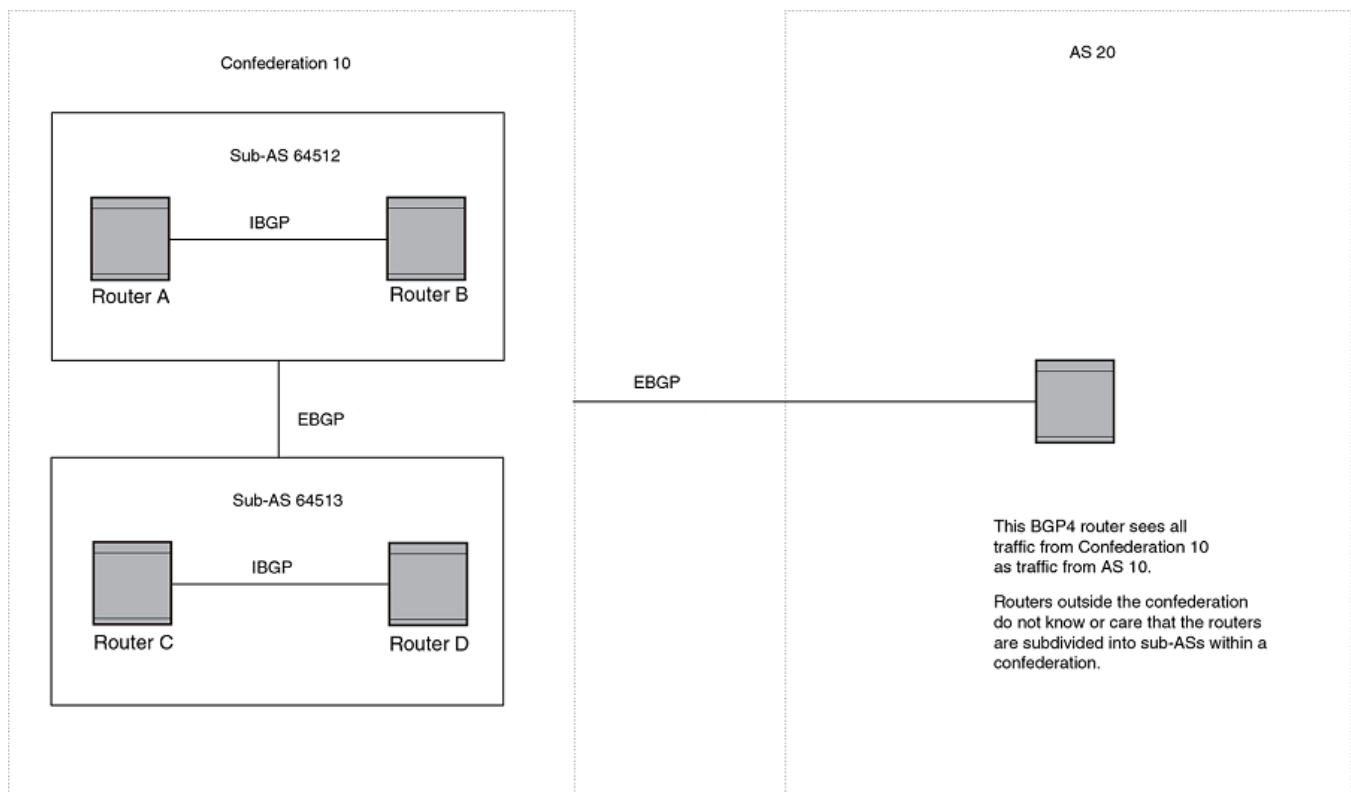 Confederation 10
AS 20
Sub-AS 64512
IBGP
Router A
Router B
EBGP
EBGP
Sub-AS 64513
IBGP
Router C
Router D
This BGP4 router sees all
traffic from Confederation 10
as traffic from AS 10.
Routers outside the confederation
do not know or care that the routers
are subdivided into sub-ASs within a
confederation.